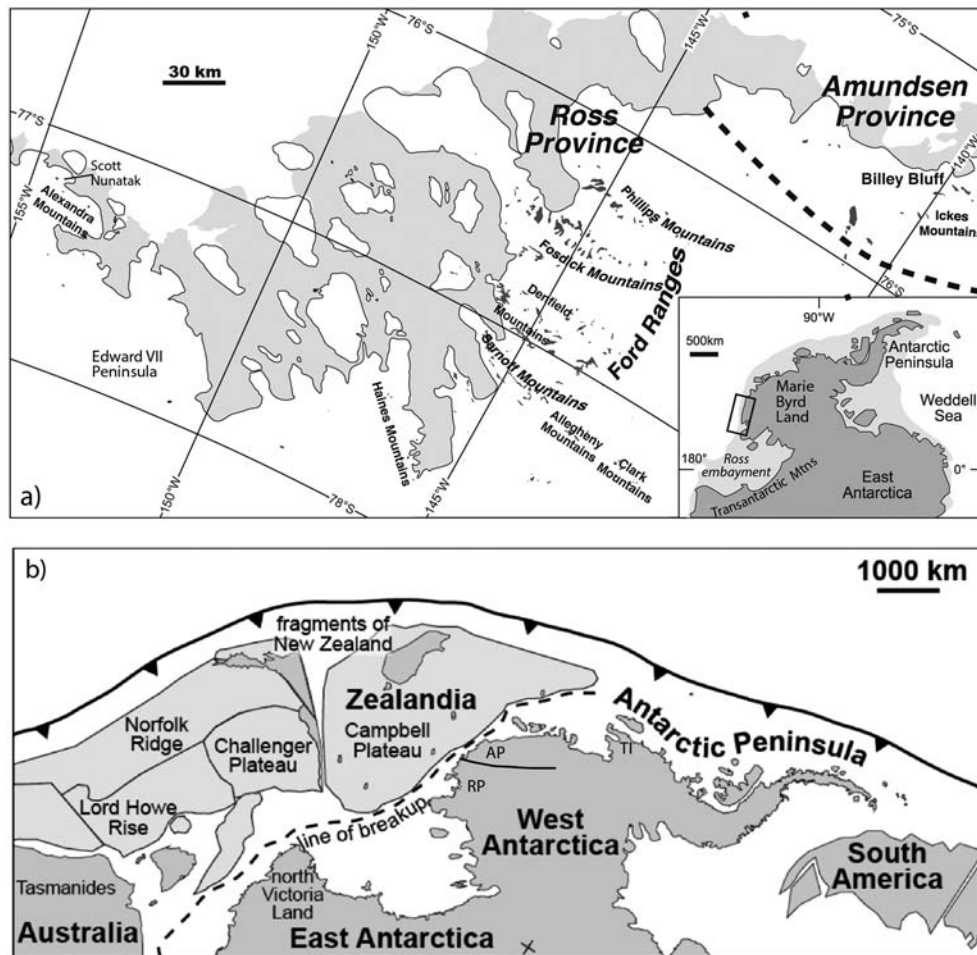 76°S
145°W
75°S
150°W
30 km
Amundsen
Province
Ross
Province
77°S
140°W
Scott
Nunatak
Billey Bluff
155°W
Alexandra
Mountains
Phillips Mountains
Ickes
Mountains
Fosdick Mountains
76°S
Ford Ranges
Denfield
Mountains
90°W
500km
Antarctic
Peninsula
Sarnoff Mountains
Edward VII
Peninsula
Marie
Byrd
Land
Weddell
Sea
Haines Mountains
Allegheny
Mountains
Clark
Mountains
Ross
embayment
180°
0°
Transantarctic Mtns
East
Antarctica
150°W
145°W
78°S
a)
b)
1000 km
fragments of
New Zealand
Zealandia
Norfolk
Ridge
Antarctic Peninsula
Challenger
Plateau
Campbell
Plateau
AP
TI
RP
Lord Howe
Rise
line of breakup
West
Antarctica
South
America
Tasmanides
north
Victoria
Land
Australia
East Antarctica